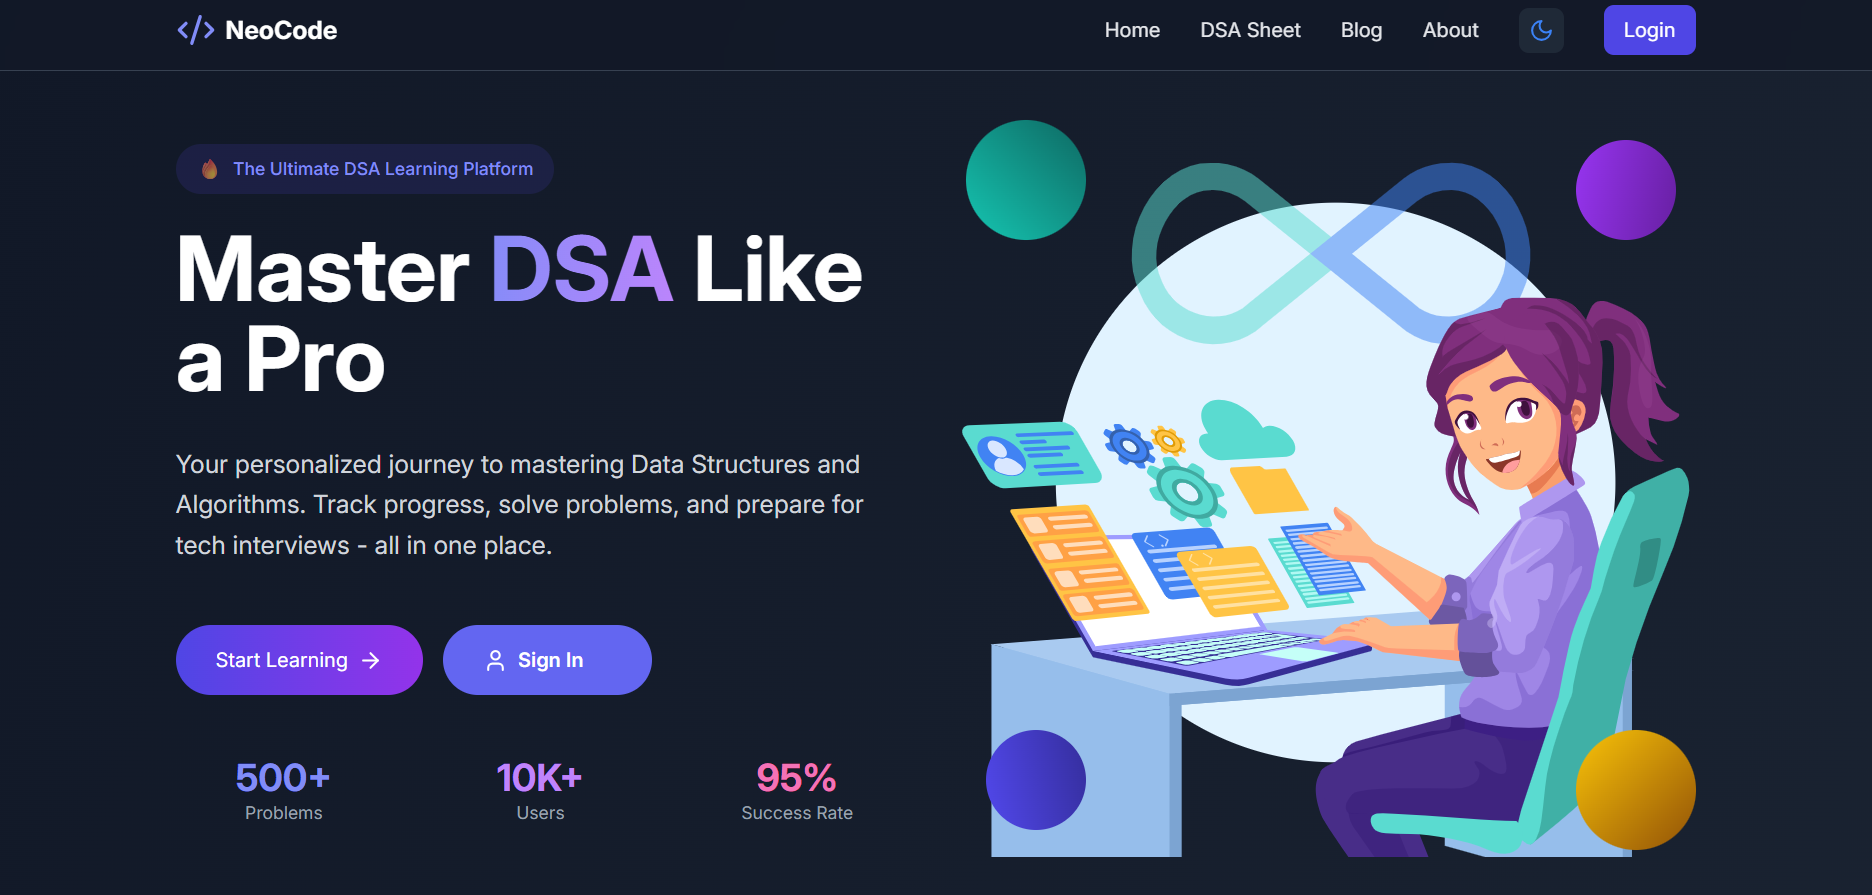 NeoCode
Home
DSA Sheet
Blog
About
Login
The Ultimate DSA Learning Platform
Master DSA Like
a Pro
Your personalized journey to mastering Data Structures and
Algorithms. Track progress, solve problems, and prepare for
tech interviews - all in one place.
Start Learning
Sign In
500+
Problems
10K+
Users
95%
Success Rate